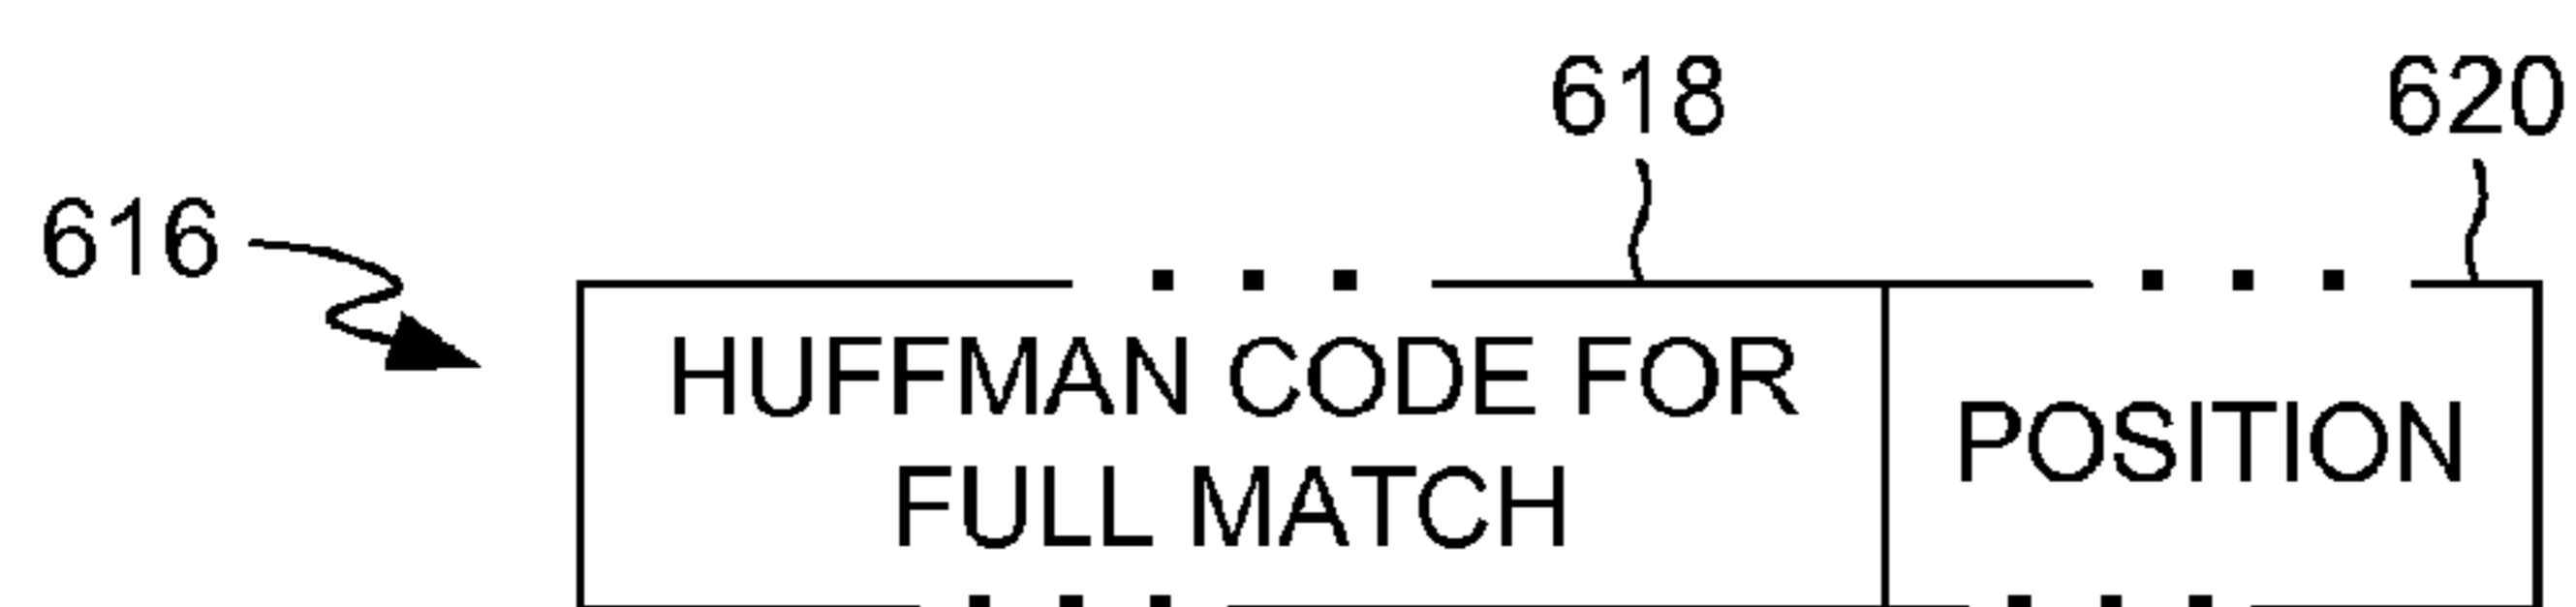 618
620
616
HUFFMAN CODE FOR
FULL MATCH
POSITION